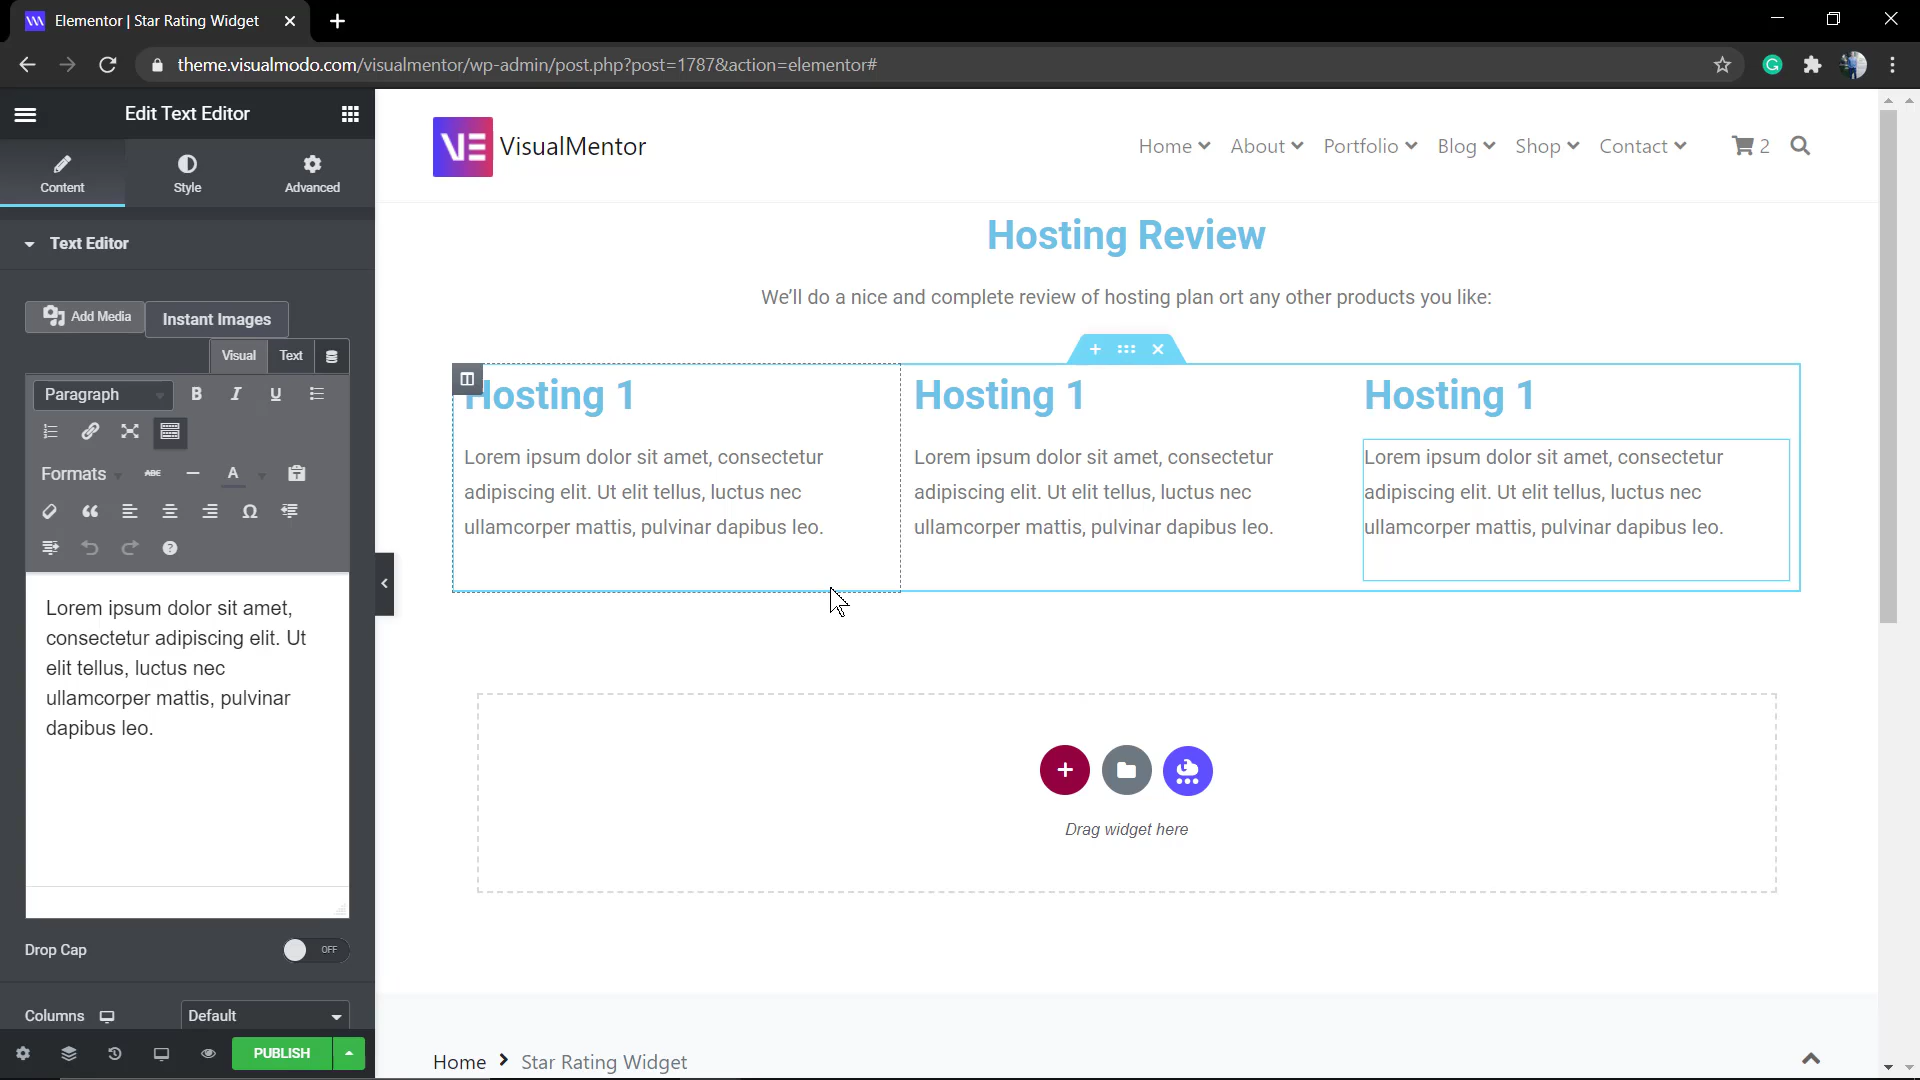 Elementor | Star Rating Widget
theme.visualmodo.com/visualmentor/wp-admin/post.php?post=1787&action=elementor#
Edit Text Editor
Content
Style
Advanced
Text Editor
Add Media
Instant Images
Visual
Text
Paragraph
B
I
U
Formats
ABC
A
Lorem ipsum dolor sit amet,
consectetur adipiscing elit. Ut
elit tellus, luctus nec
ullamcorper mattis, pulvinar
dapibus leo.
Drop Cap
OFF
Columns
Default
PUBLISH
VisualMentor
Home
About
Portfolio
Blog
Shop
Contact
2
Hosting Review
We'll do a nice and complete review of hosting plan ort any other products you like:
Hosting 1
Lorem ipsum dolor sit amet, consectetur
adipiscing elit. Ut elit tellus, luctus nec
ullamcorper mattis, pulvinar dapibus leo.
Hosting 1
Lorem ipsum dolor sit amet, consectetur
adipiscing elit. Ut elit tellus, luctus nec
ullamcorper mattis, pulvinar dapibus leo.
Hosting 1
Lorem ipsum dolor sit amet, consectetur
adipiscing elit. Ut elit tellus, luctus nec
ullamcorper mattis, pulvinar dapibus leo.
Drag widget here
Home > Star Rating Widget